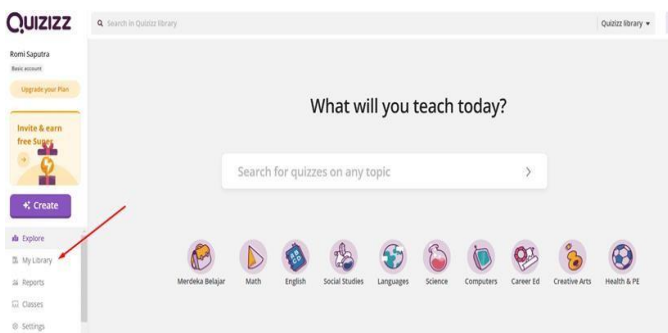 QUIZIZZ
Search in Quizizz library
Quizizz library
Romi Saputra
Basic account
Upgrade your Plan
Invite & earn
free Super
What will you teach today?
Search for quizzes on any topic
Create
Explore
My Library
Reports
Classes
Settings
Merdeka Belajar
Math
English
Social Studies
Languages
Science
Computers
Career Ed
Creative Arts
Health & PE